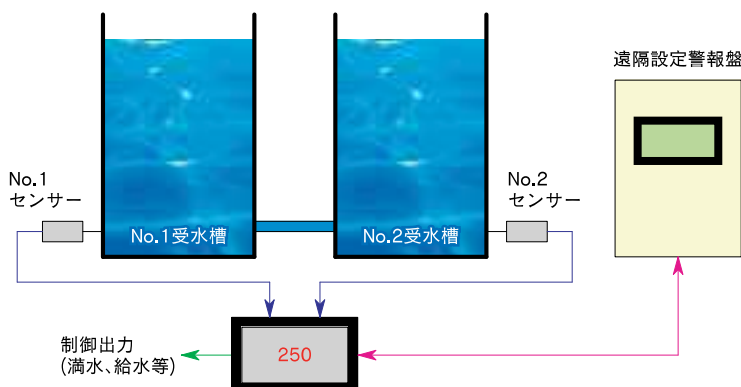 遠隔設定警報盤
No.1
センサー
No.2
センサー
No.1受水槽
No.2受水槽
250
制御出力
(満水、給水等)